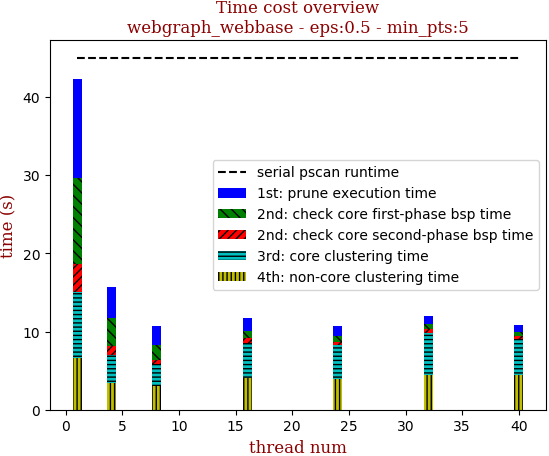 Time cost overview
webgraph_webbase - eps:0.5 - min_pts:5
time (s)
40
30
20
10
0
serial pscan runtime
1st: prune execution time
2nd: check core first-phase bsp time
2nd: check core second-phase bsp time
3rd: core clustering time
4th: non-core clustering time
0 5 10 15 20 25 30 35 40
thread num